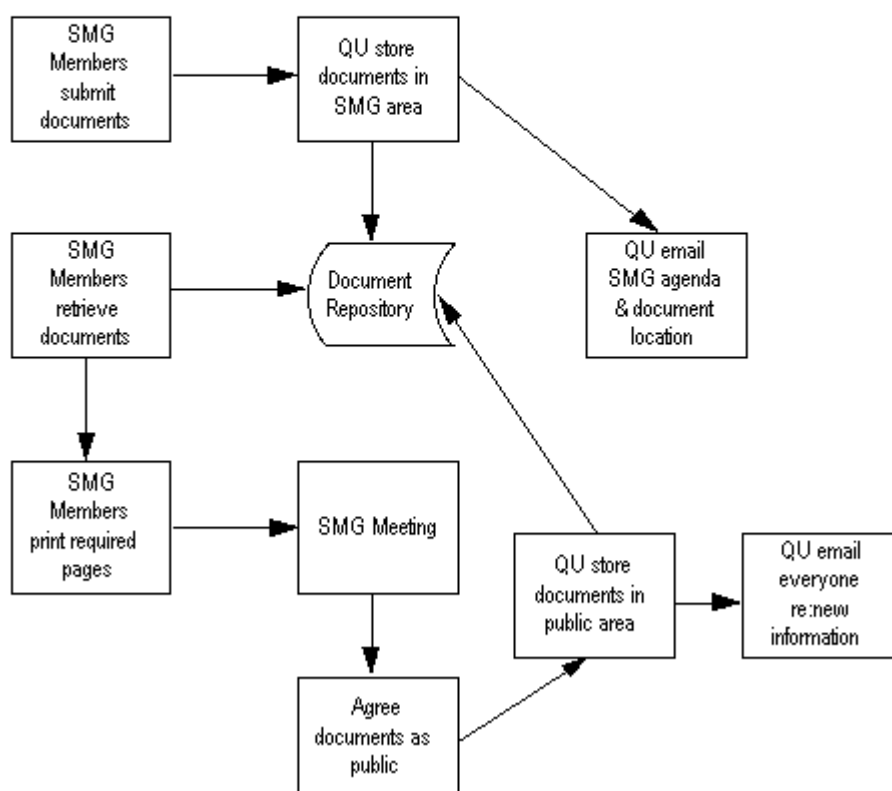 SMG
Members
submit
documents
QU store
documents in
SMG area
SMG
Members
retrieve
documents
Document
Repository
QU email
SMG agenda
& document
location
SMG
Members
print required
pages
SMG Meeting
QU store
documents in
public area
QU email
everyone
re:new
information
Agree
documents as
public